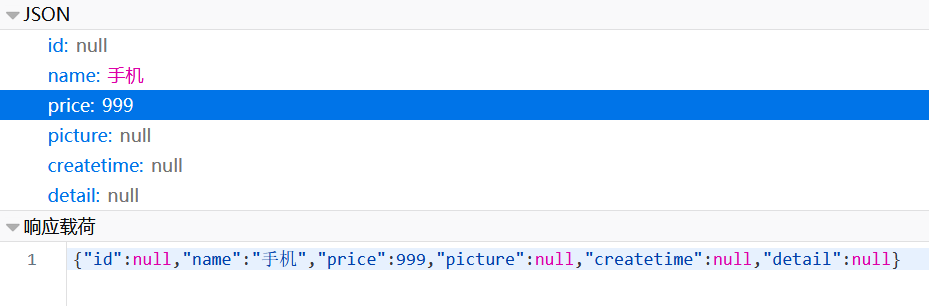 JSON
id: null
name: 手机
price: 999
picture: null
createtime: null
detail: null
响应载荷
1 {"id":null,"name":"手机","price":999,"picture":null,"createtime":null,"detail":null}